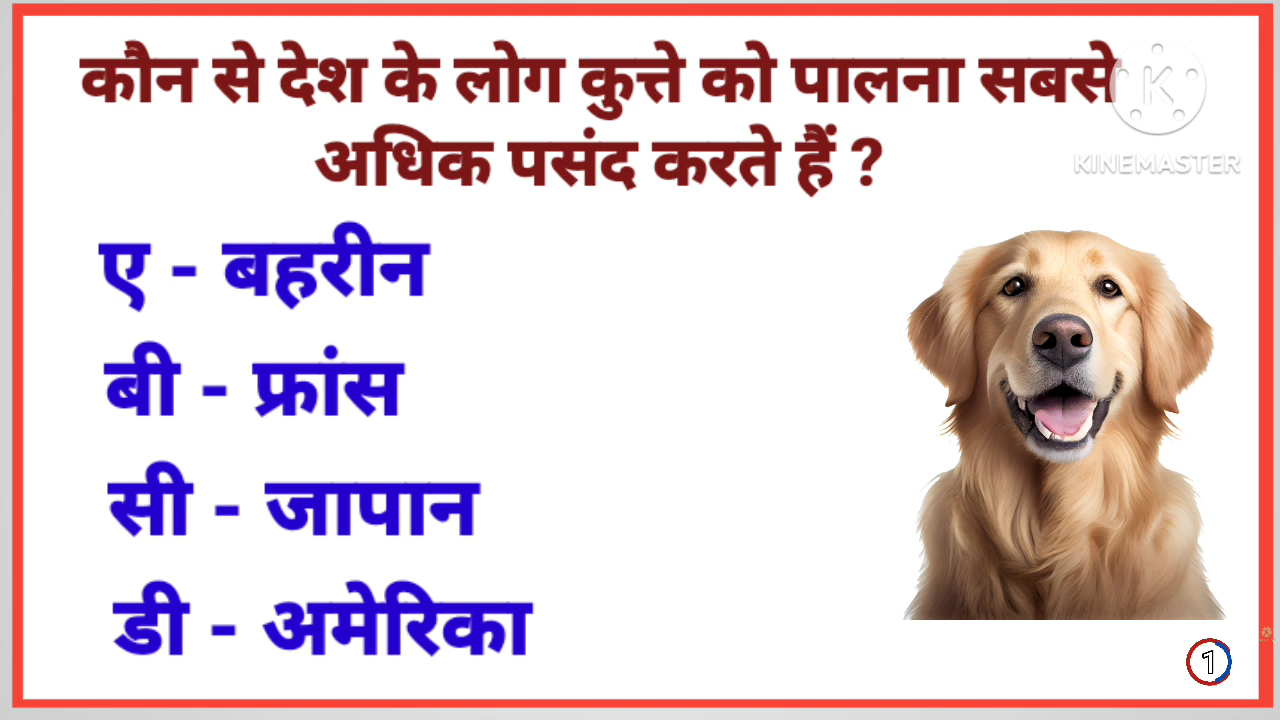 कौन से देश के लोग कुत्ते को पालना सबसे
अधिक पसंद करते हैं ?
K
KINEMASTER
ए - बहरीन
बी - फ्रांस
सी - जापान
डी - अमेरिका
1